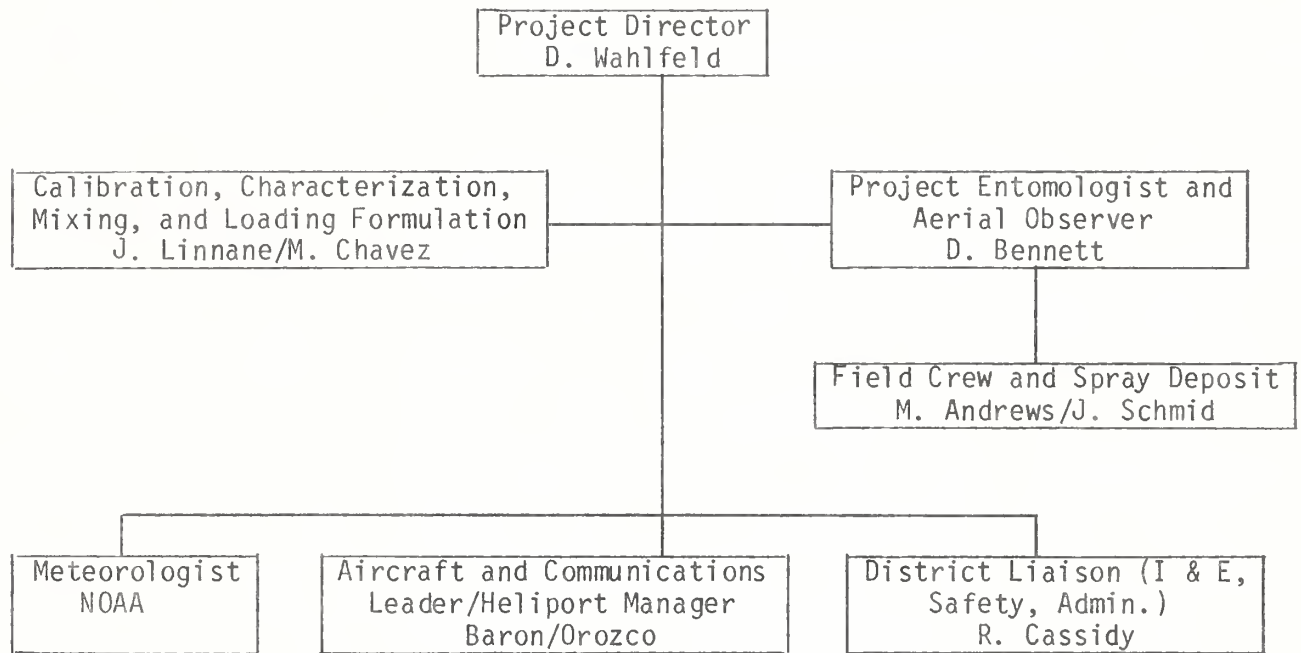 Project Director
D. Wahlfeld
Calibration, Characterization,
Mixing, and Loading Formulation
J. Linnane/M. Chavez
Project Entomologist and
Aerial Observer
D. Bennett
Field Crew and Spray Deposit
M. Andrews/J. Schmid
Meteorologist
NOAA
Aircraft and Communications
Leader/Heliport Manager
Baron/Orozco
District Liaison (I & E,
Safety, Admin.)
R. Cassidy